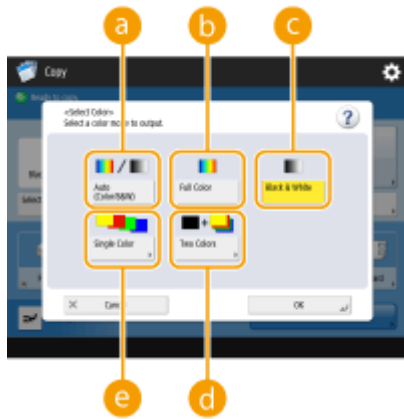 a b c
Copy
Ready to copy.
<Select Color>
Select a color mode to output.
?
Auto
(Color/B&W)
Full Color
Black & White
Single Color
Two Colors
Cancel
OK
e d